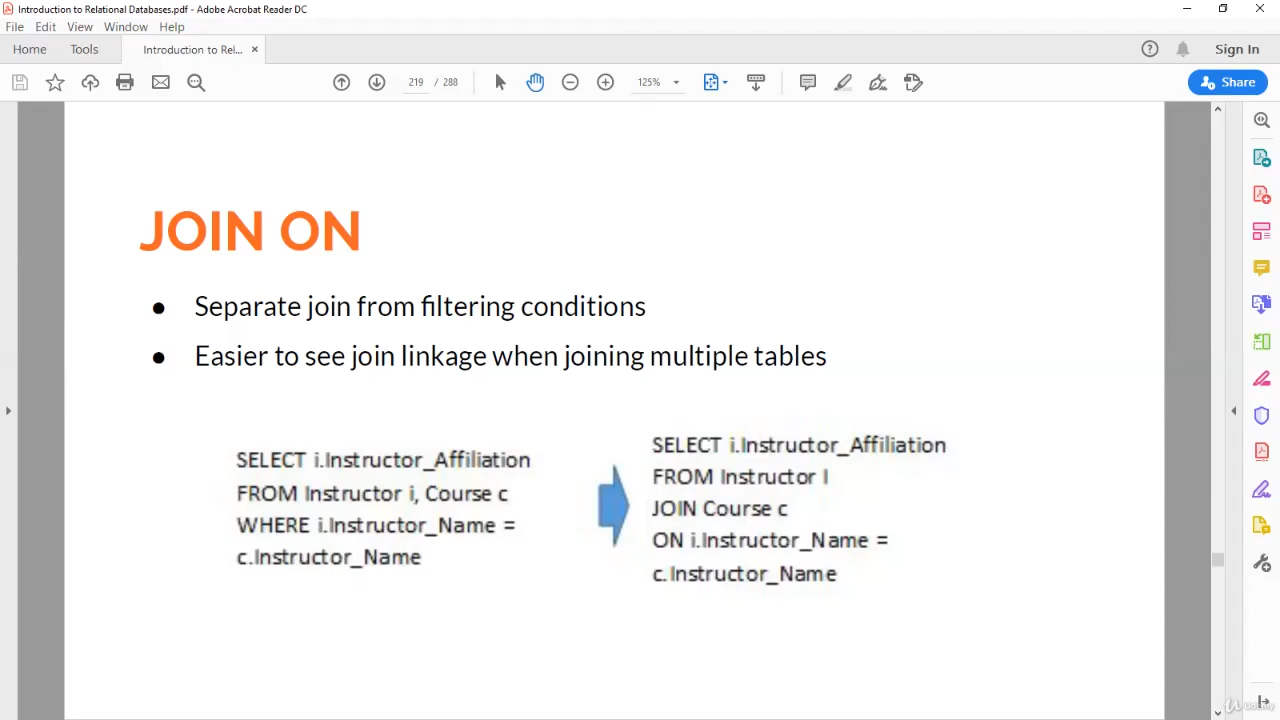 Introduction to Relational Databases.pdf - Adobe Acrobat Reader DC
File Edit View Window Help
Home Tools Introduction to Rel... × Sign In
219 / 288 125% Share
JOIN ON
● Separate join from filtering conditions
● Easier to see join linkage when joining multiple tables
SELECT i.Instructor_Affiliation
FROM Instructor i, Course c
WHERE i.Instructor_Name =
c.Instructor_Name
SELECT i.Instructor_Affiliation
FROM Instructor I
JOIN Course c
ON i.Instructor_Name =
c.Instructor_Name
Udemy